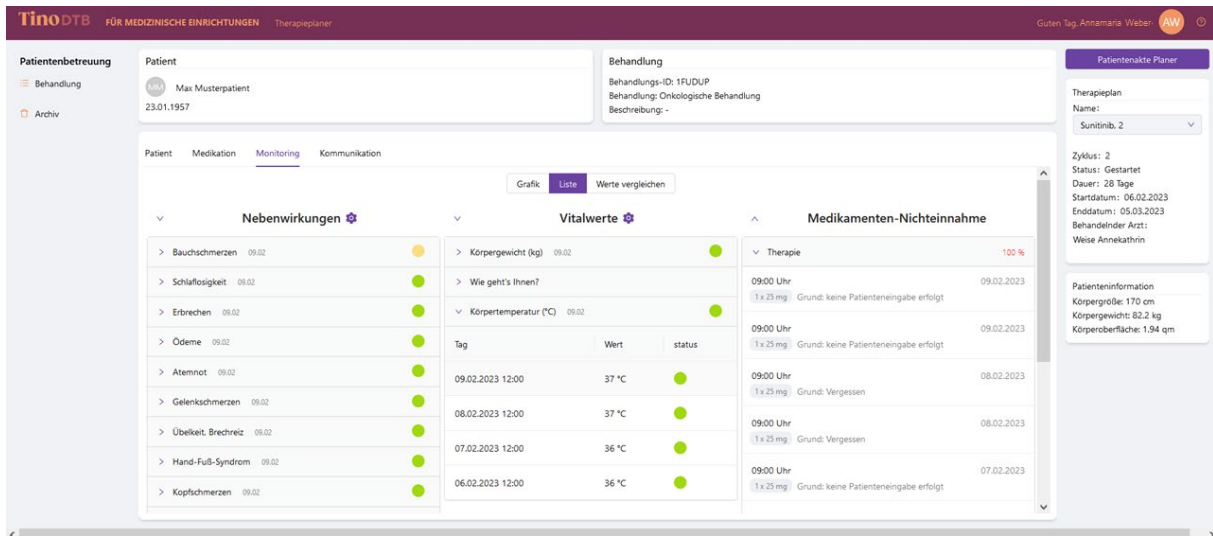 TINO DTB FÜR MEDIZINISCHE EINRICHTUNGEN Therapieplaner
Guten Tag, Annamaria Weber- AW
Patientenbetreuung
Behandlung
Archiv
Patient
MM Max Musterpatient
23.01.1957
Behandlung
Behandlungs-ID: 1FUDUP
Behandlung: Onkologische Behandlung
Beschreibung: -
Patient Medikation Monitoring Kommunikation
Grafik Liste Werte vergleichen
Nebenwirkungen
Bauchschmerzen 09.02
Schlaflosigkeit 09.02
Erbrechen 09.02
Ödeme 09.02
Atemnot 09.02
Gelenkschmerzen 09.02
Übelkeit, Brechreiz 09.02
Hand-Fuß-Syndrom 09.02
Kopfschmerzen 09.02
Vitalwerte
Körpergewicht (kg) 09.02
Wie geht's Ihnen?
Körpertemperatur (°C) 09.02
Tag Wert status
09.02.2023 12:00 37 °C
08.02.2023 12:00 37 °C
07.02.2023 12:00 36 °C
06.02.2023 12:00 36 °C
Medikamenten-Nichteinnahme
Therapie 100 %
09:00 Uhr 09.02.2023
1 x 25 mg Grund: keine Patienteneingabe erfolgt
09:00 Uhr 09.02.2023
1 x 25 mg Grund: keine Patienteneingabe erfolgt
09:00 Uhr 08.02.2023
1 x 25 mg Grund: Vergessen
09:00 Uhr 08.02.2023
1 x 25 mg Grund: Vergessen
09:00 Uhr 07.02.2023
1 x 25 mg Grund: keine Patienteneingabe erfolgt
Patientenakte Planer
Therapieplan
Name:
Sunitinib, 2
Zyklus: 2
Status: Gestartet
Dauer: 28 Tage
Startdatum: 06.02.2023
Enddatum: 05.03.2023
Behandelnder Arzt:
Weise Annekathrin
Patienteninformation
Körpergröße: 170 cm
Körpergewicht: 82.2 kg
Körperoberfläche: 1.94 qm